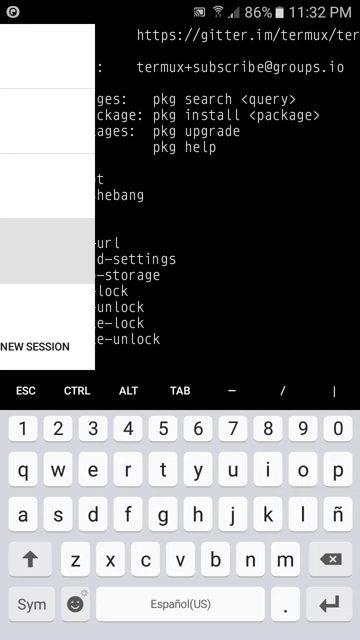 86% 11:32 PM
https://gitter.im/termux/ter
: termux+subscribe@groups.io
ges: pkg search <query>
ckage: pkg install <package>
ages: pkg upgrade
pkg help
t
hebang
-url
d-settings
-storage
-lock
-unlock
e-lock
e-unlock
NEW SESSION
ESC CTRL ALT TAB — / |
1 2 3 4 5 6 7 8 9 0
q w e r t y u i o p
a s d f g h j k l ñ
z x c v b n m
Sym Español(US) .